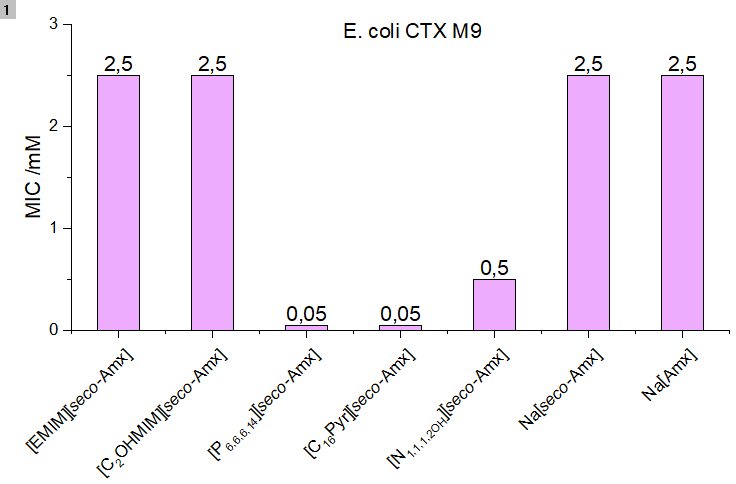 1
E. coli CTX M9
MIC /mM
3
2
1
0
2,5
2,5
0,05
0,05
0,5
2,5
2,5
[EMIM][seco-Amx]
[C₂OHMIM][seco-Amx]
[P₆.₆.₆.₁₄][seco-Amx]
[C₁₆Pyr][seco-Amx]
[N₁.₁.₁.₂OH][seco-Amx]
Na[seco-Amx]
Na[Amx]